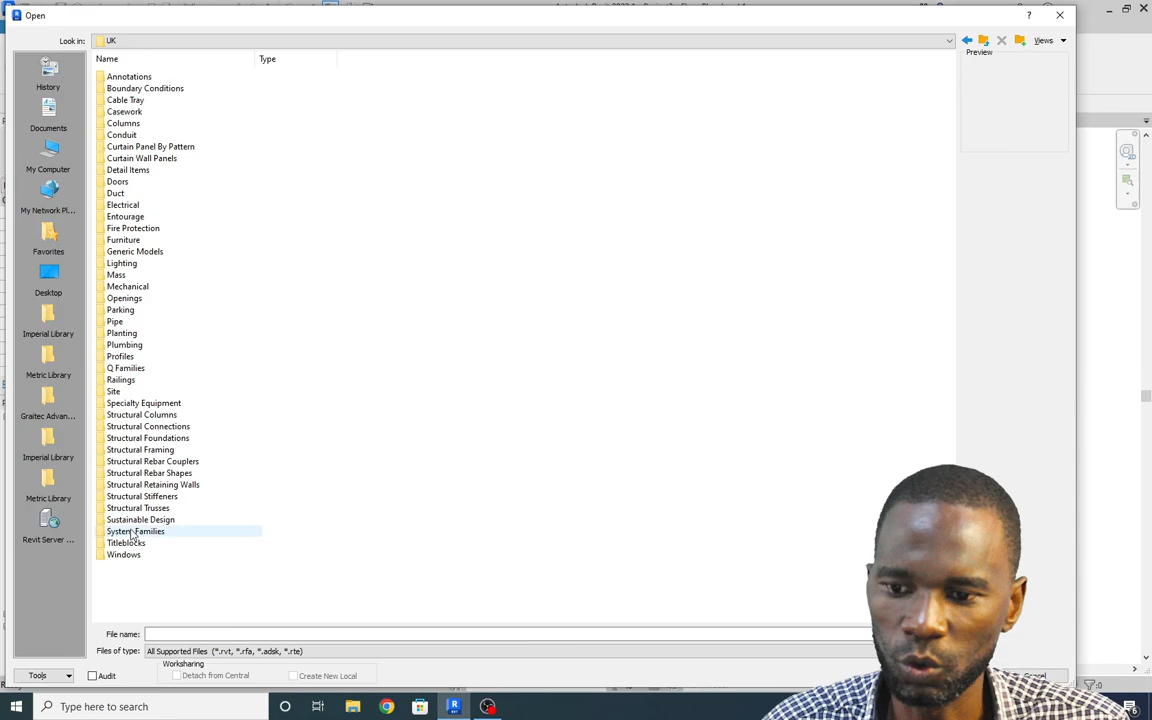 Open
?
Look in:
UK
Views
Name
Type
Preview
Annotations
Boundary Conditions
Cable Tray
Casework
Columns
Conduit
Curtain Panel By Pattern
Curtain Wall Panels
Detail Items
Doors
Duct
Electrical
Entourage
Fire Protection
Furniture
Generic Models
Lighting
Mass
Mechanical
Openings
Parking
Pipe
Planting
Plumbing
Profiles
Q Families
Railings
Site
Specialty Equipment
Structural Columns
Structural Connections
Structural Foundations
Structural Framing
Structural Rebar Couplers
Structural Rebar Shapes
Structural Retaining Walls
Structural Stiffeners
Structural Trusses
Sustainable Design
System Families
Titleblocks
Windows
History
Documents
My Computer
My Network Pl...
Favorites
Desktop
Imperial Library
Metric Library
Graitec Advan...
Imperial Library
Metric Library
Revit Server ...
File name:
Files of type:
All Supported Files (*.rvt, *.rfa, *.adsk, *.rte)
Tools
Audit
Worksharing
Detach from Central
Create New Local
Cancel
:0
Type here to search